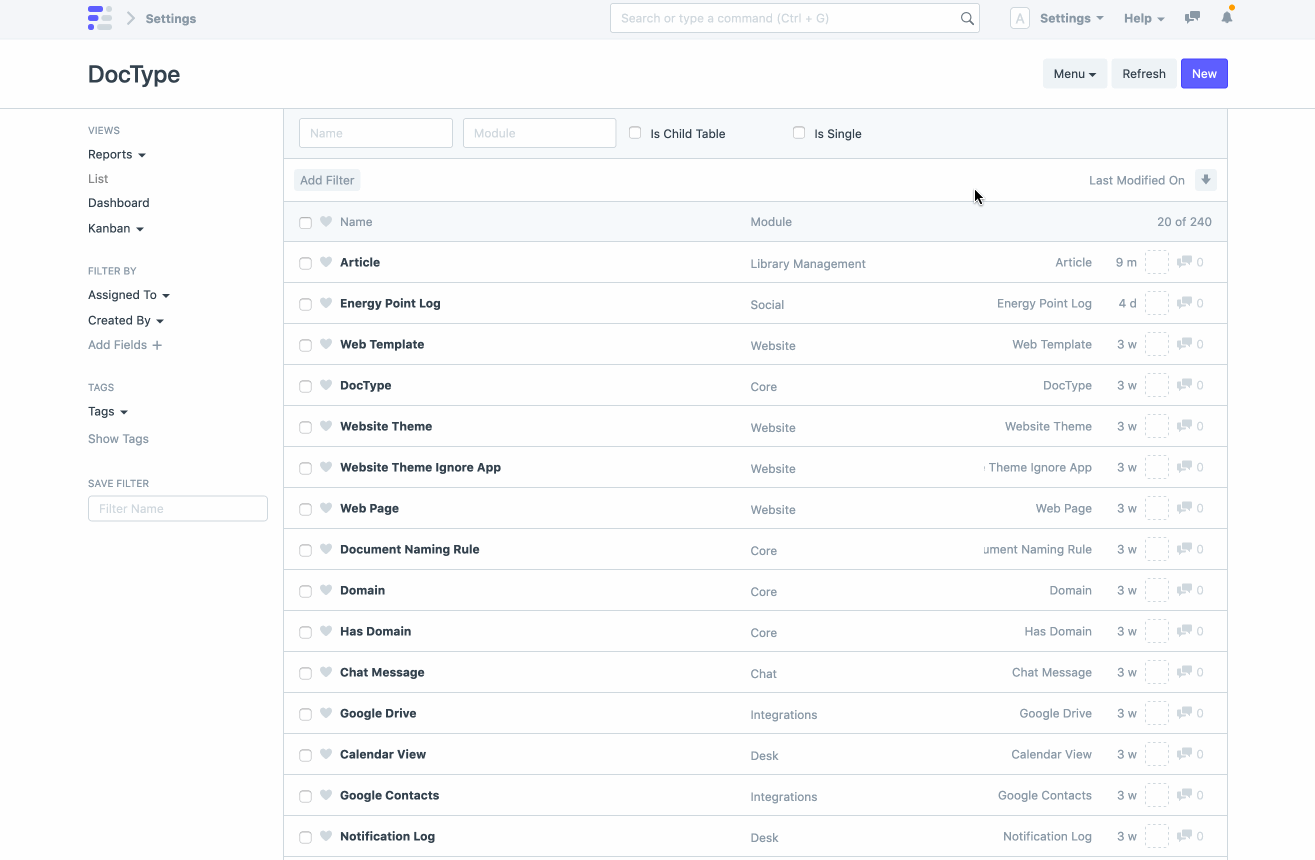 Settings
Search or type a command (Ctrl + G)
A
Settings
Help
DocType
Menu
Refresh
New
VIEWS
Reports
List
Dashboard
Kanban
FILTER BY
Assigned To
Created By
Add Fields +
TAGS
Tags
Show Tags
SAVE FILTER
Filter Name
Name Module Is Child Table Is Single
Add Filter Last Modified On
Name Module 20 of 240
Article Library Management Article 9 m 0
Energy Point Log Social Energy Point Log 4 d 0
Web Template Website Web Template 3 w 0
DocType Core DocType 3 w 0
Website Theme Website Website Theme 3 w 0
Website Theme Ignore App Website Theme Ignore App 3 w 0
Web Page Website Web Page 3 w 0
Document Naming Rule Core ument Naming Rule 3 w 0
Domain Core Domain 3 w 0
Has Domain Core Has Domain 3 w 0
Chat Message Chat Chat Message 3 w 0
Google Drive Integrations Google Drive 3 w 0
Calendar View Desk Calendar View 3 w 0
Google Contacts Integrations Google Contacts 3 w 0
Notification Log Desk Notification Log 3 w 0